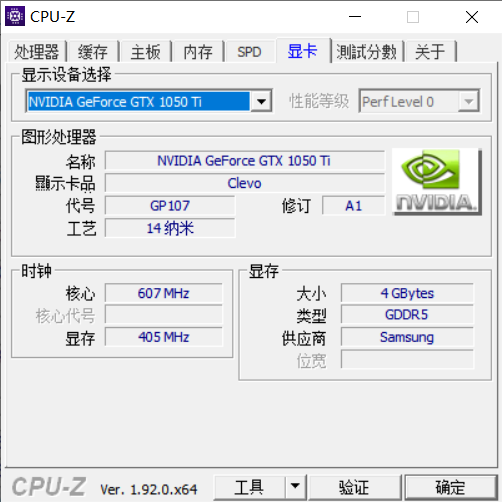 CPU-Z
处理器 缓存 主板 内存 SPD 显卡 測試分數 关于
显示设备选择
NVIDIA GeForce GTX 1050 Ti 性能等级 Perf Level 0
图形处理器
名称 NVIDIA GeForce GTX 1050 Ti
顯示卡品 Clevo
代号 GP107 修订 A1
工艺 14 纳米
NVIDIA.
时钟
核心 607 MHz
核心代号
显存 405 MHz
显存
大小 4 GBytes
类型 GDDR5
供应商 Samsung
位宽
CPU-Z Ver. 1.92.0.x64 工具 验证 确定